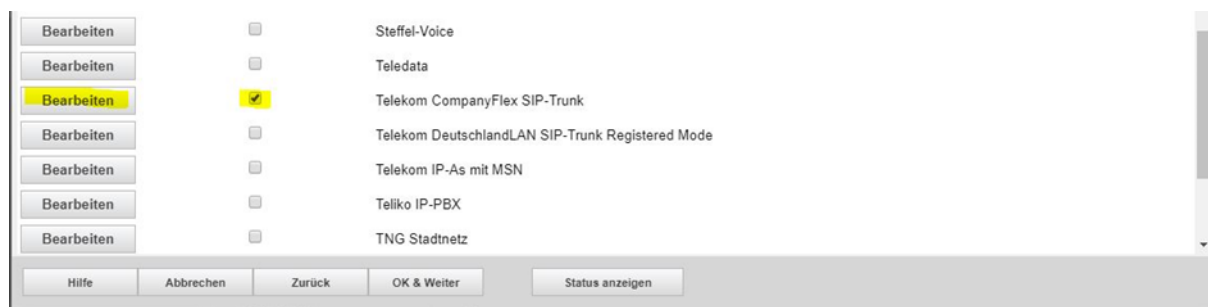 Bearbeiten Steffel-Voice
Bearbeiten Teledata
Bearbeiten Telekom CompanyFlex SIP-Trunk
Bearbeiten Telekom DeutschlandLAN SIP-Trunk Registered Mode
Bearbeiten Telekom IP-As mit MSN
Bearbeiten Teliko IP-PBX
Bearbeiten TNG Stadtnetz
Hilfe Abbrechen Zurück OK & Weiter Status anzeigen